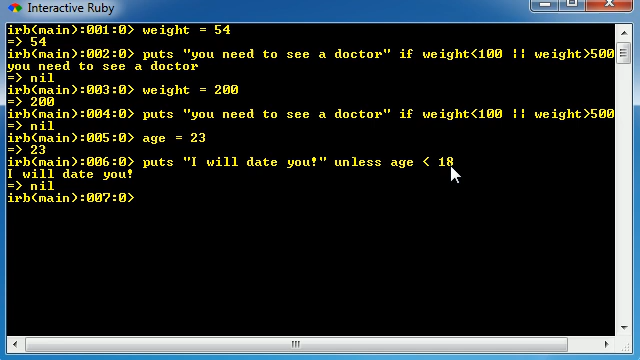 Interactive Ruby
irb(main):001:0> weight = 54
=> 54
irb(main):002:0> puts "you need to see a doctor" if weight<100 || weight>500
you need to see a doctor
=> nil
irb(main):003:0> weight = 200
=> 200
irb(main):004:0> puts "you need to see a doctor" if weight<100 || weight>500
=> nil
irb(main):005:0> age = 23
=> 23
irb(main):006:0> puts "I will date you!" unless age < 18
I will date you!
=> nil
irb(main):007:0>